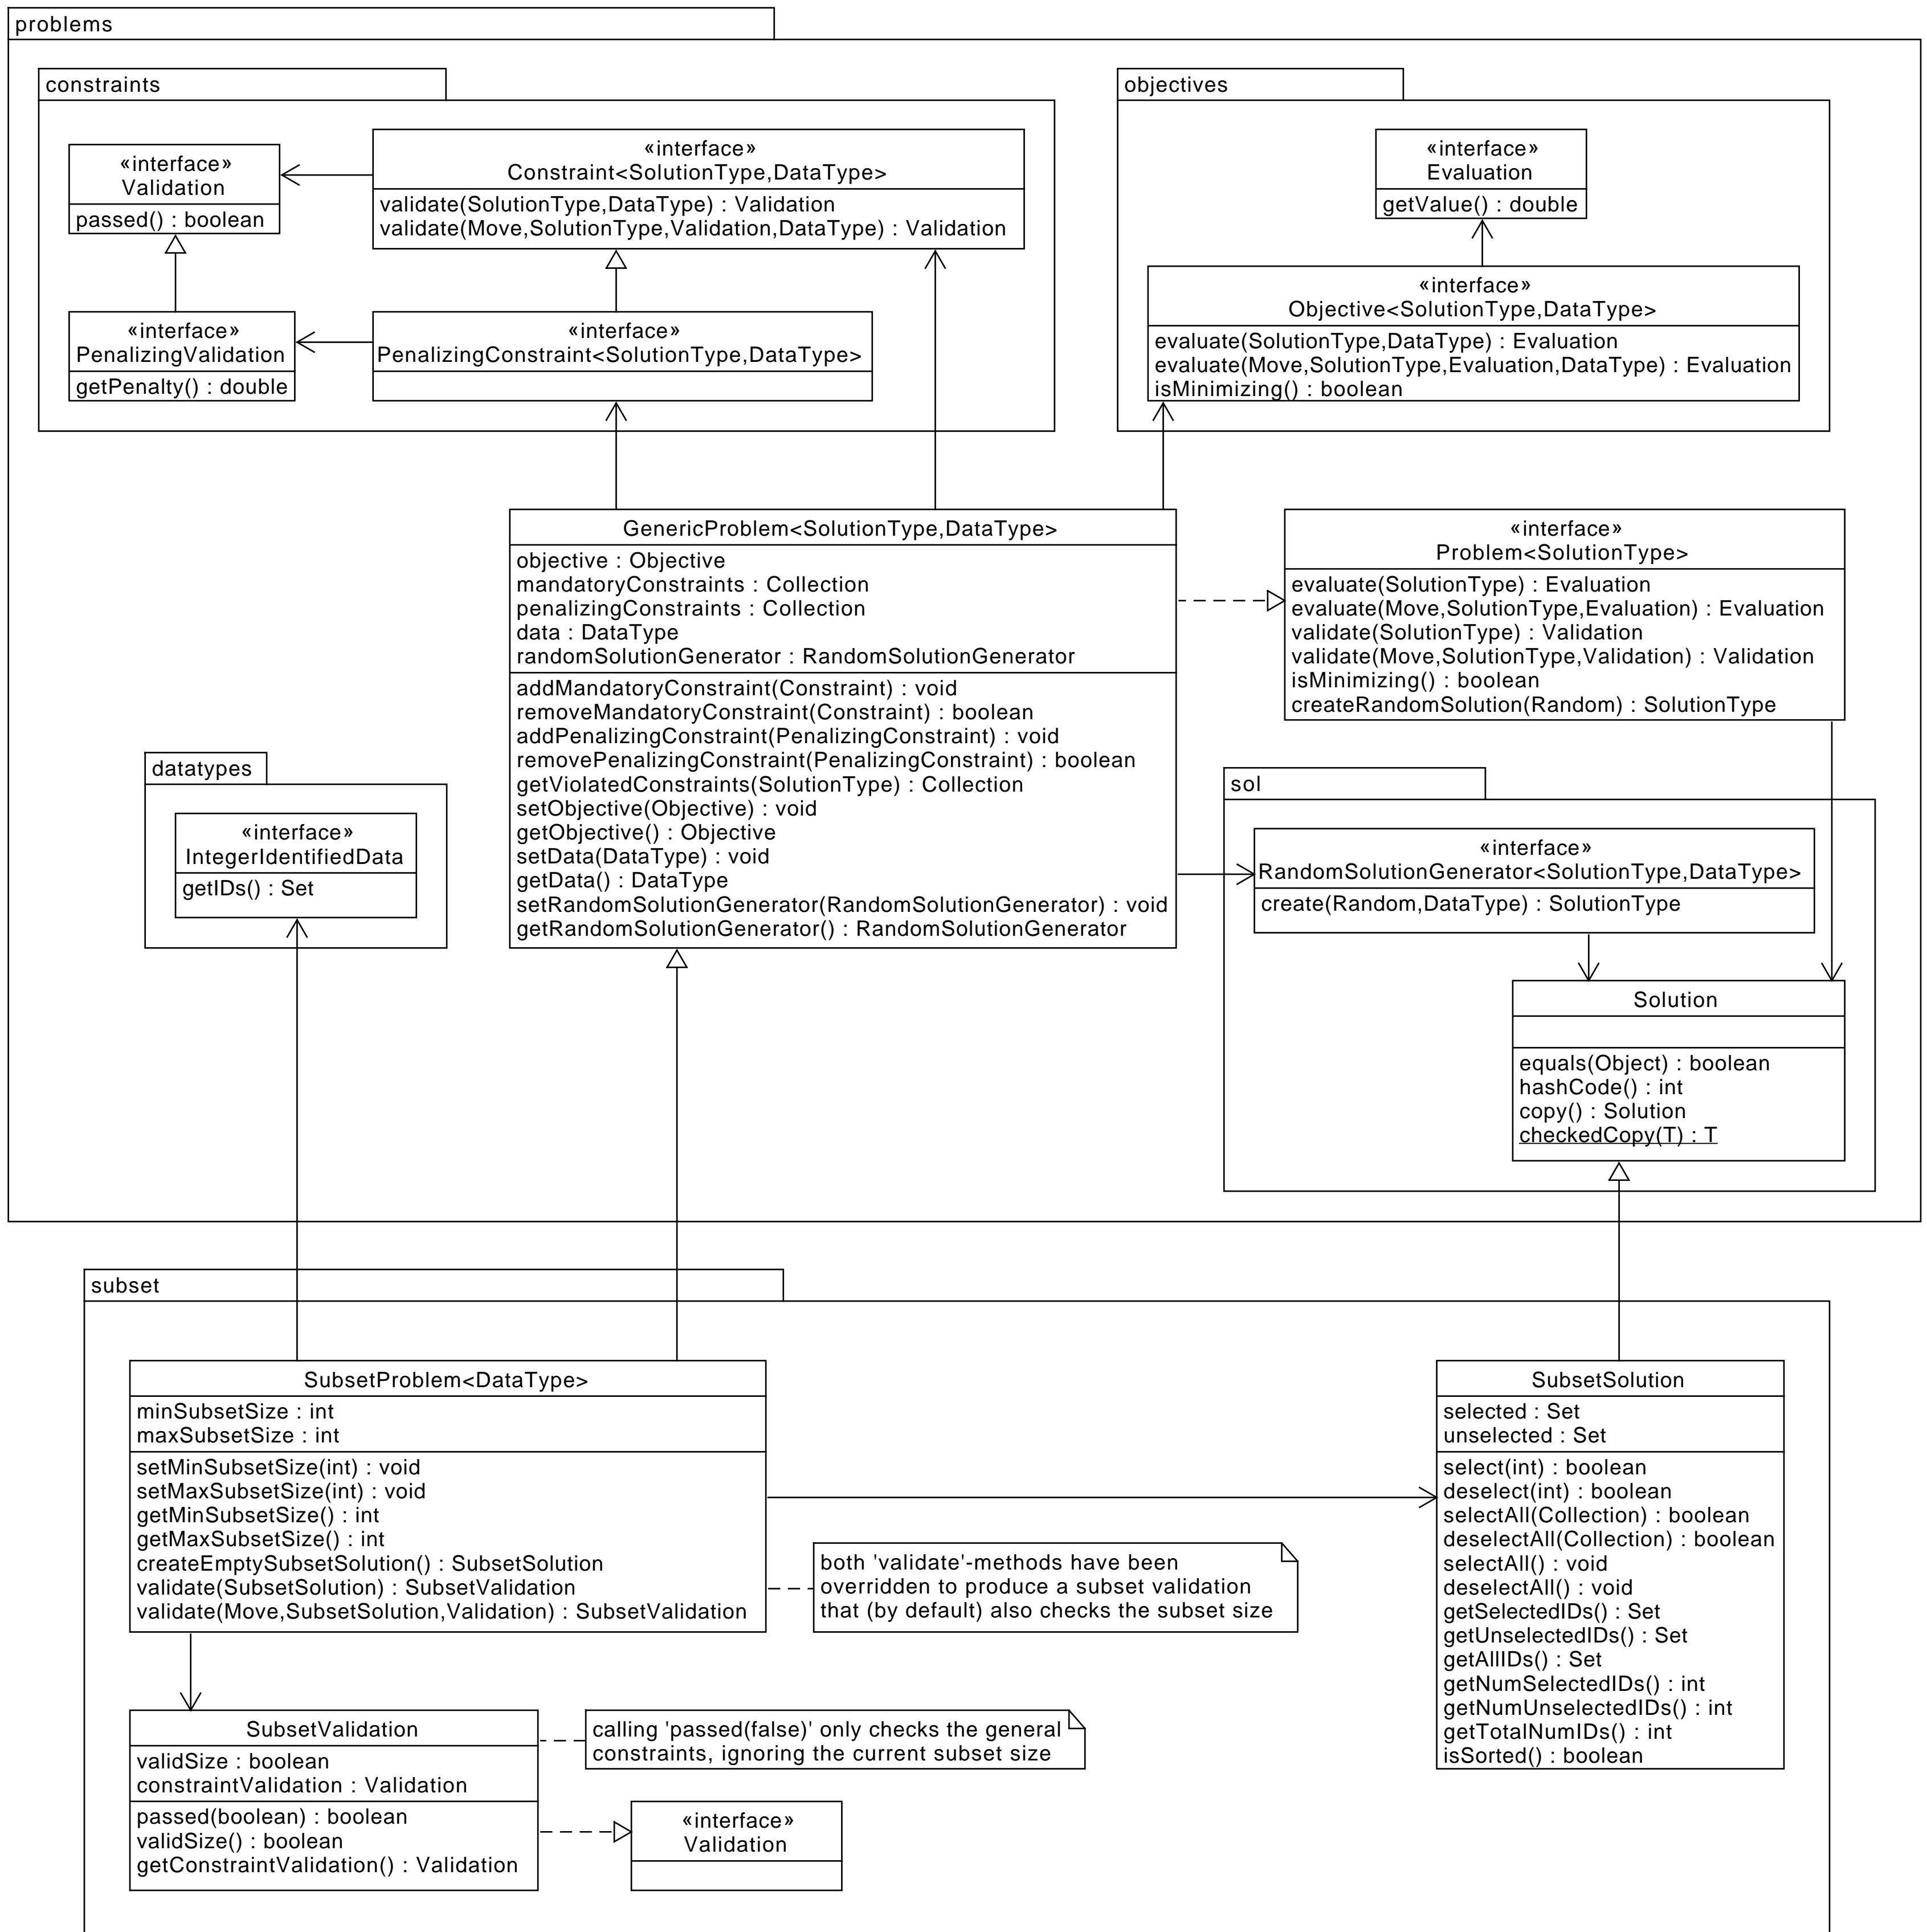 problems
constraints
«interface»
Validation
passed() : boolean
«interface»
Constraint<SolutionType,DataType>
validate(SolutionType,DataType) : Validation
validate(Move,SolutionType,Validation,DataType) : Validation
«interface»
PenalizingValidation
getPenalty() : double
«interface»
PenalizingConstraint<SolutionType,DataType>
objectives
«interface»
Evaluation
getValue() : double
«interface»
Objective<SolutionType,DataType>
evaluate(SolutionType,DataType) : Evaluation
evaluate(Move,SolutionType,Evaluation,DataType) : Evaluation
isMinimizing() : boolean
GenericProblem<SolutionType,DataType>
objective : Objective
mandatoryConstraints : Collection
penalizingConstraints : Collection
data : DataType
randomSolutionGenerator : RandomSolutionGenerator
addMandatoryConstraint(Constraint) : void
removeMandatoryConstraint(Constraint) : boolean
addPenalizingConstraint(PenalizingConstraint) : void
removePenalizingConstraint(PenalizingConstraint) : boolean
getViolatedConstraints(SolutionType) : Collection
setObjective(Objective) : void
getObjective() : Objective
setData(DataType) : void
getData() : DataType
setRandomSolutionGenerator(RandomSolutionGenerator) : void
getRandomSolutionGenerator() : RandomSolutionGenerator
«interface»
Problem<SolutionType>
evaluate(SolutionType) : Evaluation
evaluate(Move,SolutionType,Evaluation) : Evaluation
validate(SolutionType) : Validation
validate(Move,SolutionType,Validation) : Validation
isMinimizing() : boolean
createRandomSolution(Random) : SolutionType
datatypes
«interface»
IntegerIdentifiedData
getIDs() : Set
sol
«interface»
RandomSolutionGenerator<SolutionType,DataType>
create(Random,DataType) : SolutionType
Solution
equals(Object) : boolean
hashCode() : int
copy() : Solution
checkedCopy(T) : T
subset
SubsetProblem<DataType>
minSubsetSize : int
maxSubsetSize : int
setMinSubsetSize(int) : void
setMaxSubsetSize(int) : void
getMinSubsetSize() : int
getMaxSubsetSize() : int
createEmptySubsetSolution() : SubsetSolution
validate(SubsetSolution) : SubsetValidation
validate(Move,SubsetSolution,Validation) : SubsetValidation
both 'validate'-methods have been
overridden to produce a subset validation
that (by default) also checks the subset size
SubsetSolution
selected : Set
unselected : Set
select(int) : boolean
deselect(int) : boolean
selectAll(Collection) : boolean
deselectAll(Collection) : boolean
selectAll() : void
deselectAll() : void
getSelectedIDs() : Set
getUnselectedIDs() : Set
getAllIDs() : Set
getNumSelectedIDs() : int
getNumUnselectedIDs() : int
getTotalNumIDs() : int
isSorted() : boolean
SubsetValidation
validSize : boolean
constraintValidation : Validation
passed(boolean) : boolean
validSize() : boolean
getConstraintValidation() : Validation
calling 'passed(false)' only checks the general
constraints, ignoring the current subset size
«interface»
Validation